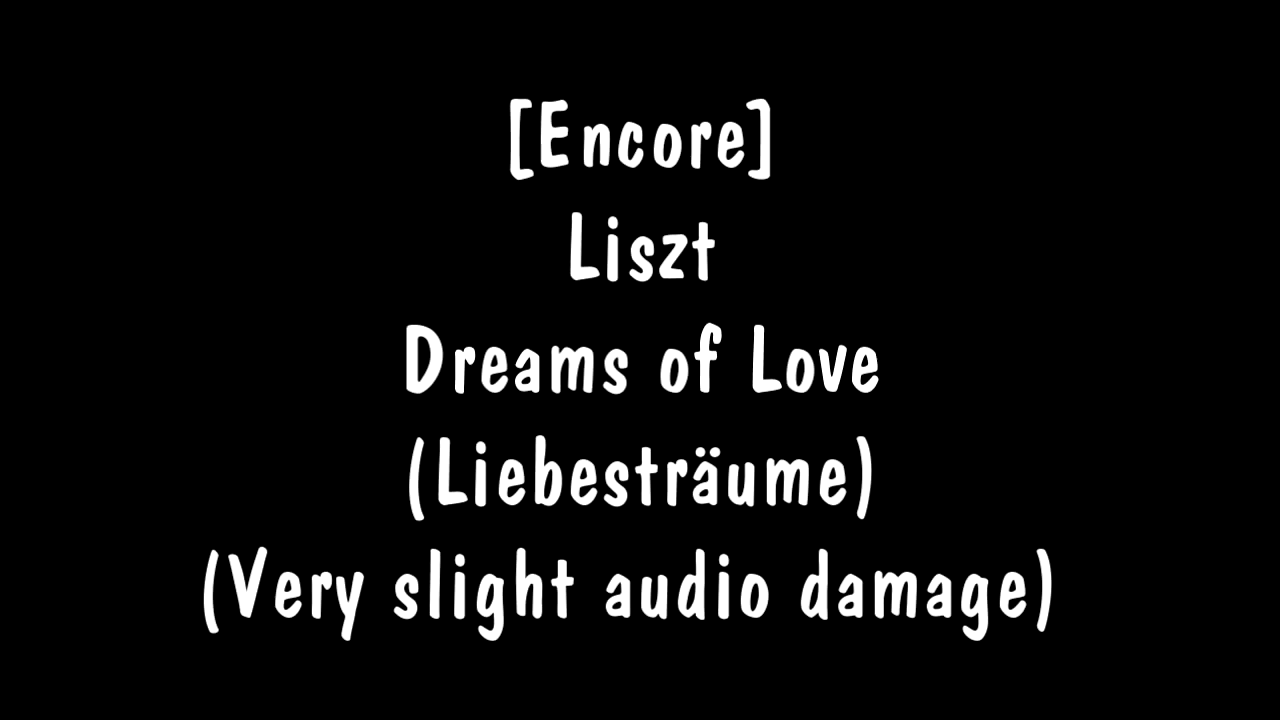 [Encore]
Liszt
Dreams of Love
(Liebesträume)
(Very slight audio damage)